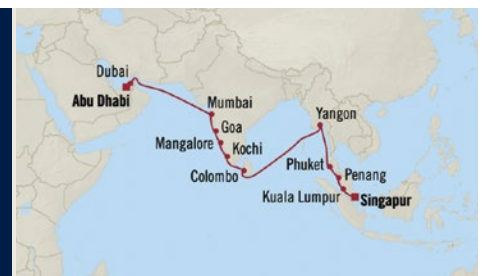 Dubai
Abu Dhabi
Mumbai
Goa
Mangalore
Kochi
Colombo
Yangon
Phuket
Penang
Kuala Lumpur
Singapur